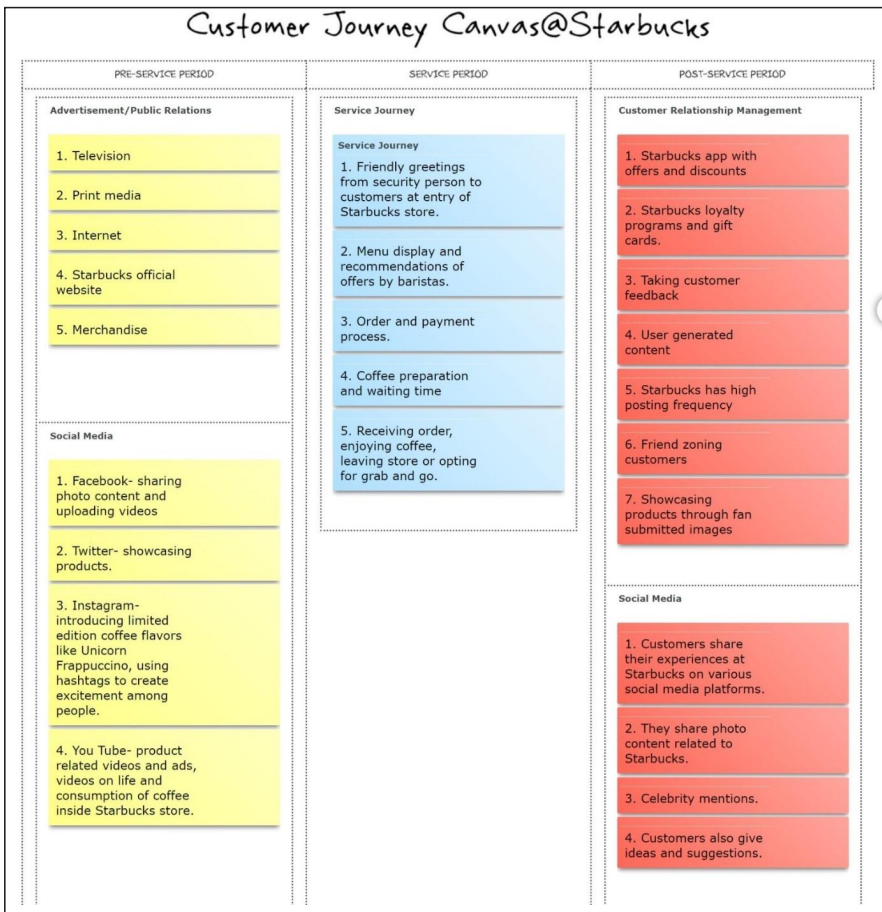 Customer Journey Canvas@Starbucks
PRE-SERVICE PERIOD
SERVICE PERIOD
POST-SERVICE PERIOD
Advertisement/Public Relations
1. Television
2. Print media
3. Internet
4. Starbucks official
website
5. Merchandise
Social Media
1. Facebook- sharing
photo content and
uploading videos
2. Twitter- showcasing
products.
3. Instagram-
introducing limited
edition coffee flavors
like Unicorn
Frappuccino, using
hashtags to create
excitement among
people.
4. You Tube- product
related videos and ads,
videos on life and
consumption of coffee
inside Starbucks store.
Service Journey
Service Journey
1. Friendly greetings
from security person to
customers at entry of
Starbucks store.
2. Menu display and
recommendations of
offers by baristas.
3. Order and payment
process.
4. Coffee preparation
and waiting time
5. Receiving order,
enjoying coffee,
leaving store or opting
for grab and go.
Customer Relationship Management
1. Starbucks app with
offers and discounts
2. Starbucks loyalty
programs and gift
cards.
3. Taking customer
feedback
4. User generated
content
5. Starbucks has high
posting frequency
6. Friend zoning
customers
7. Showcasing
products through fan
submitted images
Social Media
1. Customers share
their experiences at
Starbucks on various
social media platforms.
2. They share photo
content related to
Starbucks.
3. Celebrity mentions.
4. Customers also give
ideas and suggestions.